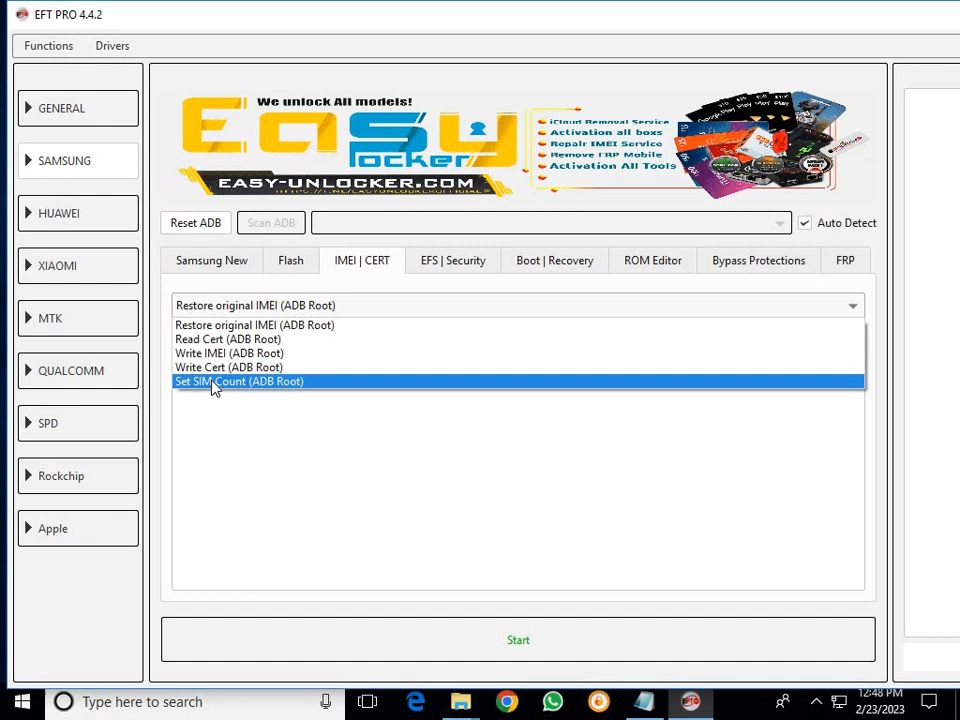 EFT PRO 4.4.2
Functions Drivers
GENERAL
SAMSUNG
HUAWEI
XIAOMI
MTK
QUALCOMM
SPD
Rockchip
Apple
We unlock All models!
Easy
locker
EASY-UNLOCKER.COM
iCloud Removal Service
Activation all boxs
Repair IMEI Service
Remove FRP Mobile
Activation All Tools
Reset ADB Scan ADB Auto Detect
Samsung New Flash IMEI | CERT EFS | Security Boot | Recovery ROM Editor Bypass Protections FRP
Restore original IMEI (ADB Root)
Restore original IMEI (ADB Root)
Read Cert (ADB Root)
Write IMEI (ADB Root)
Write Cert (ADB Root)
Set SIM Count (ADB Root)
Start
Type here to search
12:48 PM
2/23/2023